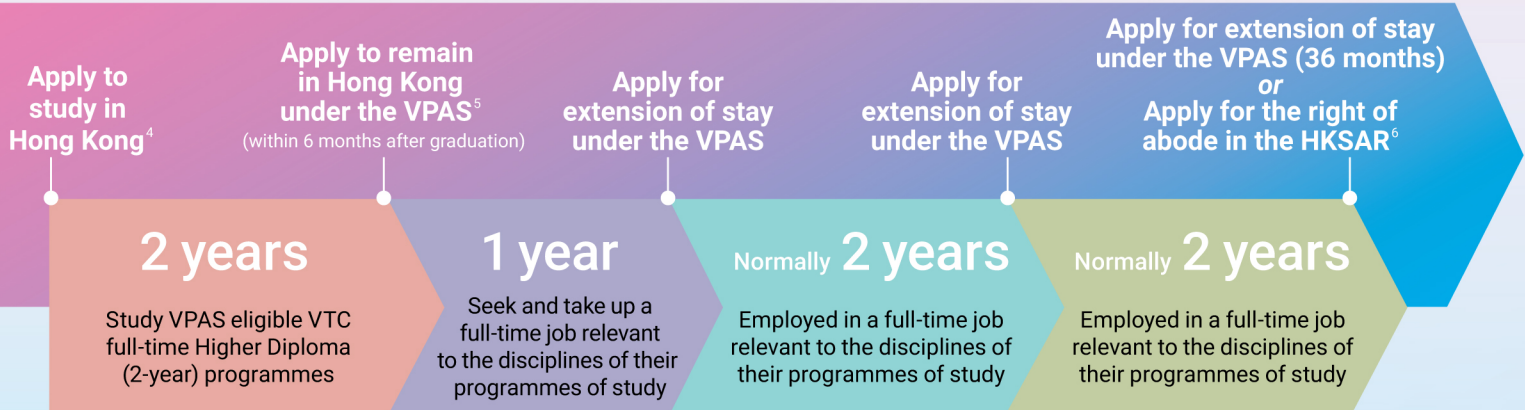 Apply to
study in
Hong Kong4
Apply to remain
in Hong Kong
under the VPAS5
(within 6 months after graduation)
Apply for
extension of stay
under the VPAS
Apply for
extension of stay
under the VPAS
Apply for extension of stay
under the VPAS (36 months)
or
Apply for the right of
abode in the HKSAR6
2 years
Study VPAS eligible VTC
full-time Higher Diploma
(2-year) programmes
1 year
Seek and take up a
full-time job relevant
to the disciplines of their
programmes of study
Normally 2 years
Employed in a full-time job
relevant to the disciplines of
their programmes of study
Normally 2 years
Employed in a full-time job
relevant to the disciplines of
their programmes of study